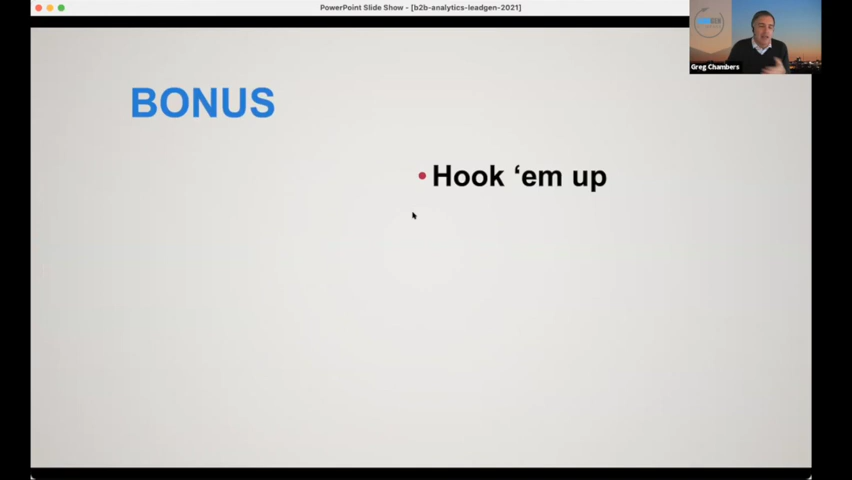 PowerPoint Slide Show - [b2b-analytics-leadgen-2021]
Greg Chambers
BONUS
• Hook ‘em up